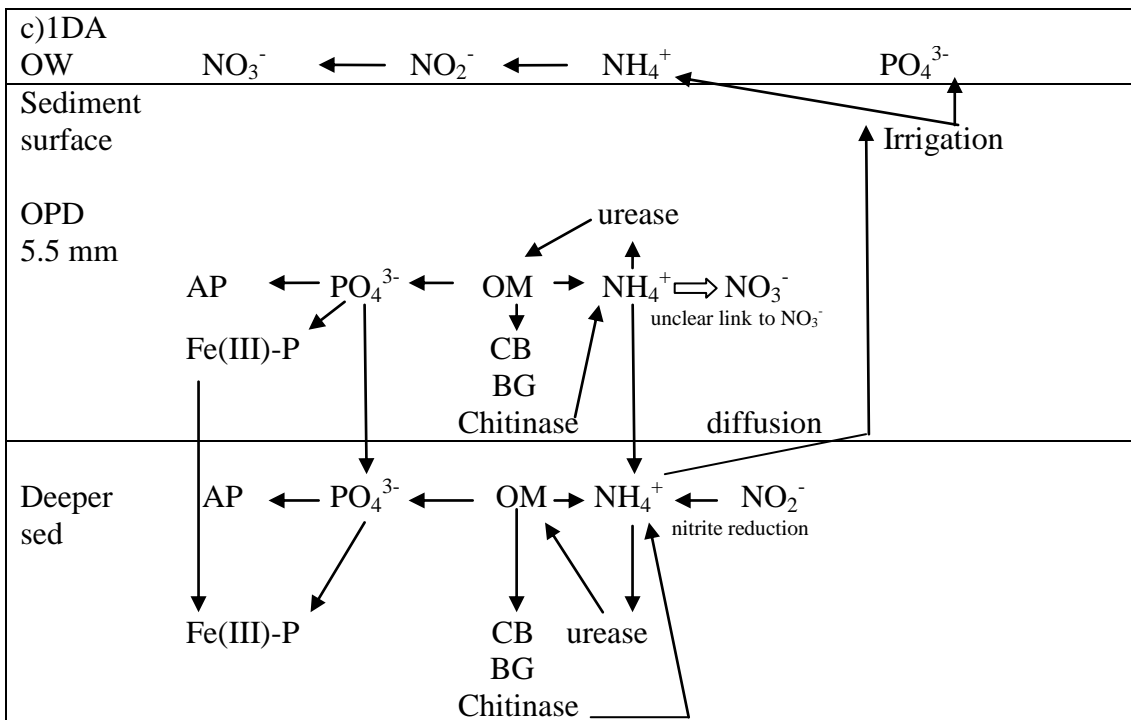 c)1DA
OW NO₃⁻ NO₂⁻ NH₄⁺ PO₄³⁻
Sediment
surface Irrigation
OPD urease
5.5 mm
AP PO₄³⁻ OM NH₄⁺ NO₃⁻
unclear link to NO₃⁻
Fe(III)-P CB
BG
Chitinase diffusion
Deeper AP PO₄³⁻ OM NH₄⁺ NO₂⁻
sed nitrite reduction
Fe(III)-P CB urease
BG
Chitinase